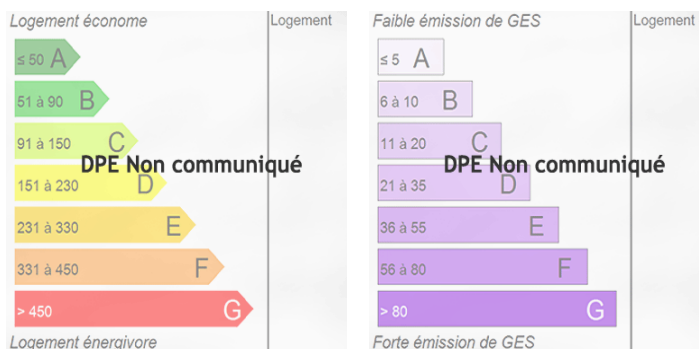 Logement économe
Logement
≤ 50 A
51 à 90 B
91 à 150 C
DPE Non communiqué
151 à 230 D
231 à 330 E
331 à 450 F
> 450 G
Logement énergivore
Faible émission de GES
Logement
≤ 5 A
6 à 10 B
11 à 20 C
DPE Non communiqué
21 à 35 D
36 à 55 E
56 à 80 F
> 80 G
Forte émission de GES